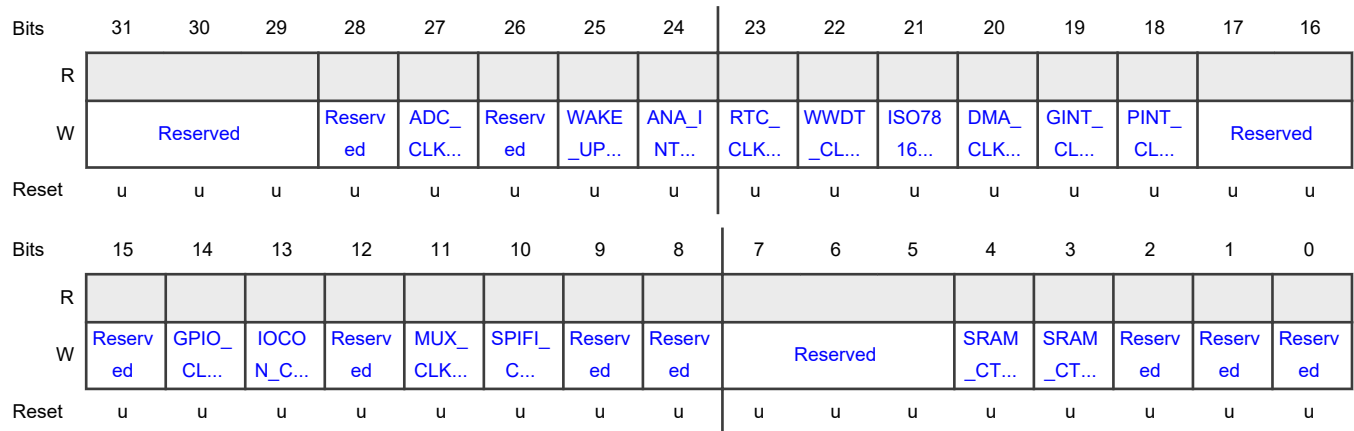 Bits 31 30 29 28 27 26 25 24 23 22 21 20 19 18 17 16
R
W Reserved Reserv ed ADC_ CLK... Reserv ed WAKE _UP... ANA_I NT... RTC_ CLK... WWDT _CL... ISO78 16... DMA_ CLK... GINT_ CL... PINT_ CL... Reserved
Reset u u u u u u u u u u u u u u u u
Bits 15 14 13 12 11 10 9 8 7 6 5 4 3 2 1 0
R
W Reserv ed GPIO_ CL... IOCO N_C... Reserv ed MUX_ CLK... SPIFI_ C... Reserv ed Reserv ed Reserved SRAM _CT... SRAM _CT... Reserv ed Reserv ed Reserv ed
Reset u u u u u u u u u u u u u u u u